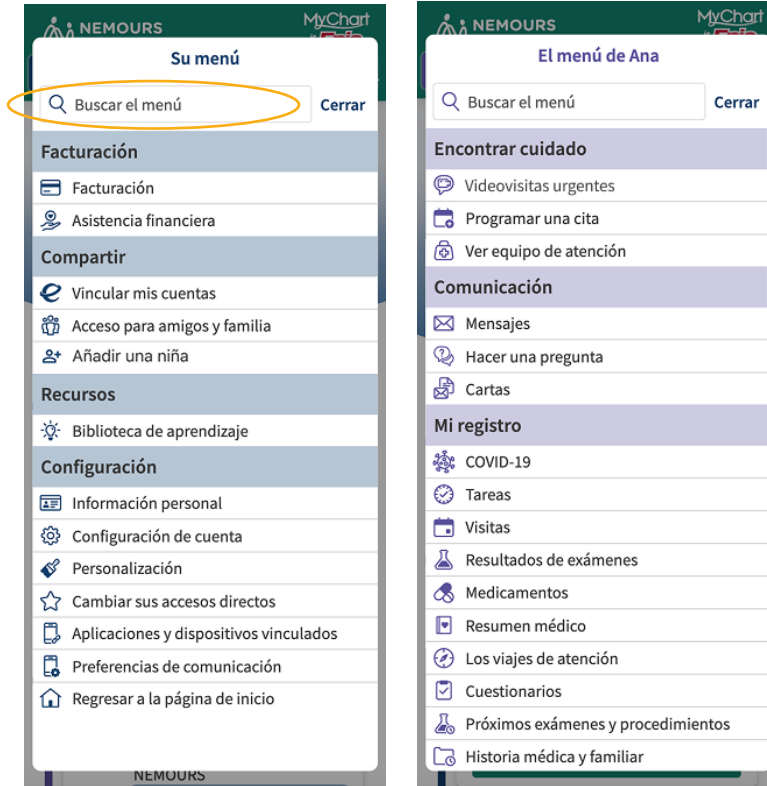 NEMOURS
MyChart
Su menú
Buscar el menú
Cerrar
Facturación
Facturación
Asistencia financiera
Compartir
Vincular mis cuentas
Acceso para amigos y familia
Añadir una niña
Recursos
Biblioteca de aprendizaje
Configuración
Información personal
Configuración de cuenta
Personalización
Cambiar sus accesos directos
Aplicaciones y dispositivos vinculados
Preferencias de comunicación
Regresar a la página de inicio
NEMOURS
NEMOURS
MyChart
El menú de Ana
Buscar el menú
Cerrar
Encontrar cuidado
Videovisitas urgentes
Programar una cita
Ver equipo de atención
Comunicación
Mensajes
Hacer una pregunta
Cartas
Mi registro
COVID-19
Tareas
Visitas
Resultados de exámenes
Medicamentos
Resumen médico
Los viajes de atención
Cuestionarios
Próximos exámenes y procedimientos
Historia médica y familiar